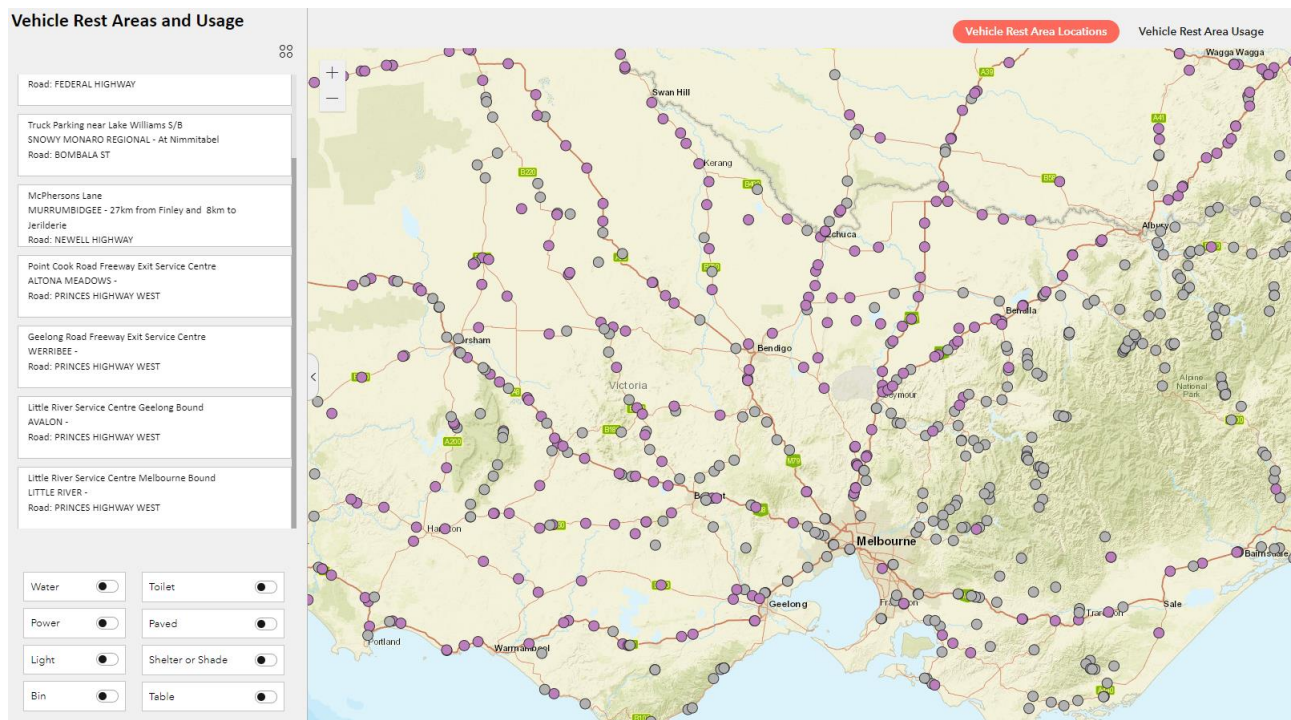 Vehicle Rest Areas and Usage
Vehicle Rest Area Locations
Vehicle Rest Area Usage
Road: FEDERAL HIGHWAY
Truck Parking near Lake Williams S/B
SNOWY MONARO REGIONAL - At Nimmitabel
Road: BOMBALA ST
McPhersons Lane
MURRUMBIDGEE - 27km from Finley and 8km to
Jerilderie
Road: NEWELL HIGHWAY
Point Cook Road Freeway Exit Service Centre
ALTONA MEADOWS -
Road: PRINCES HIGHWAY WEST
Geelong Road Freeway Exit Service Centre
WERRIBEE -
Road: PRINCES HIGHWAY WEST
Little River Service Centre Geelong Bound
AVALON -
Road: PRINCES HIGHWAY WEST
Little River Service Centre Melbourne Bound
LITTLE RIVER -
Road: PRINCES HIGHWAY WEST
Water
Toilet
Power
Paved
Light
Shelter or Shade
Bin
Table
Wagga Wagga
A39
Swan Hill
A41
Kerang
B220
Albury
Benalla
Bendigo
Victoria
Alpine
National
Park
A200
M79
Melbourne
Geelong
Sale
Portland